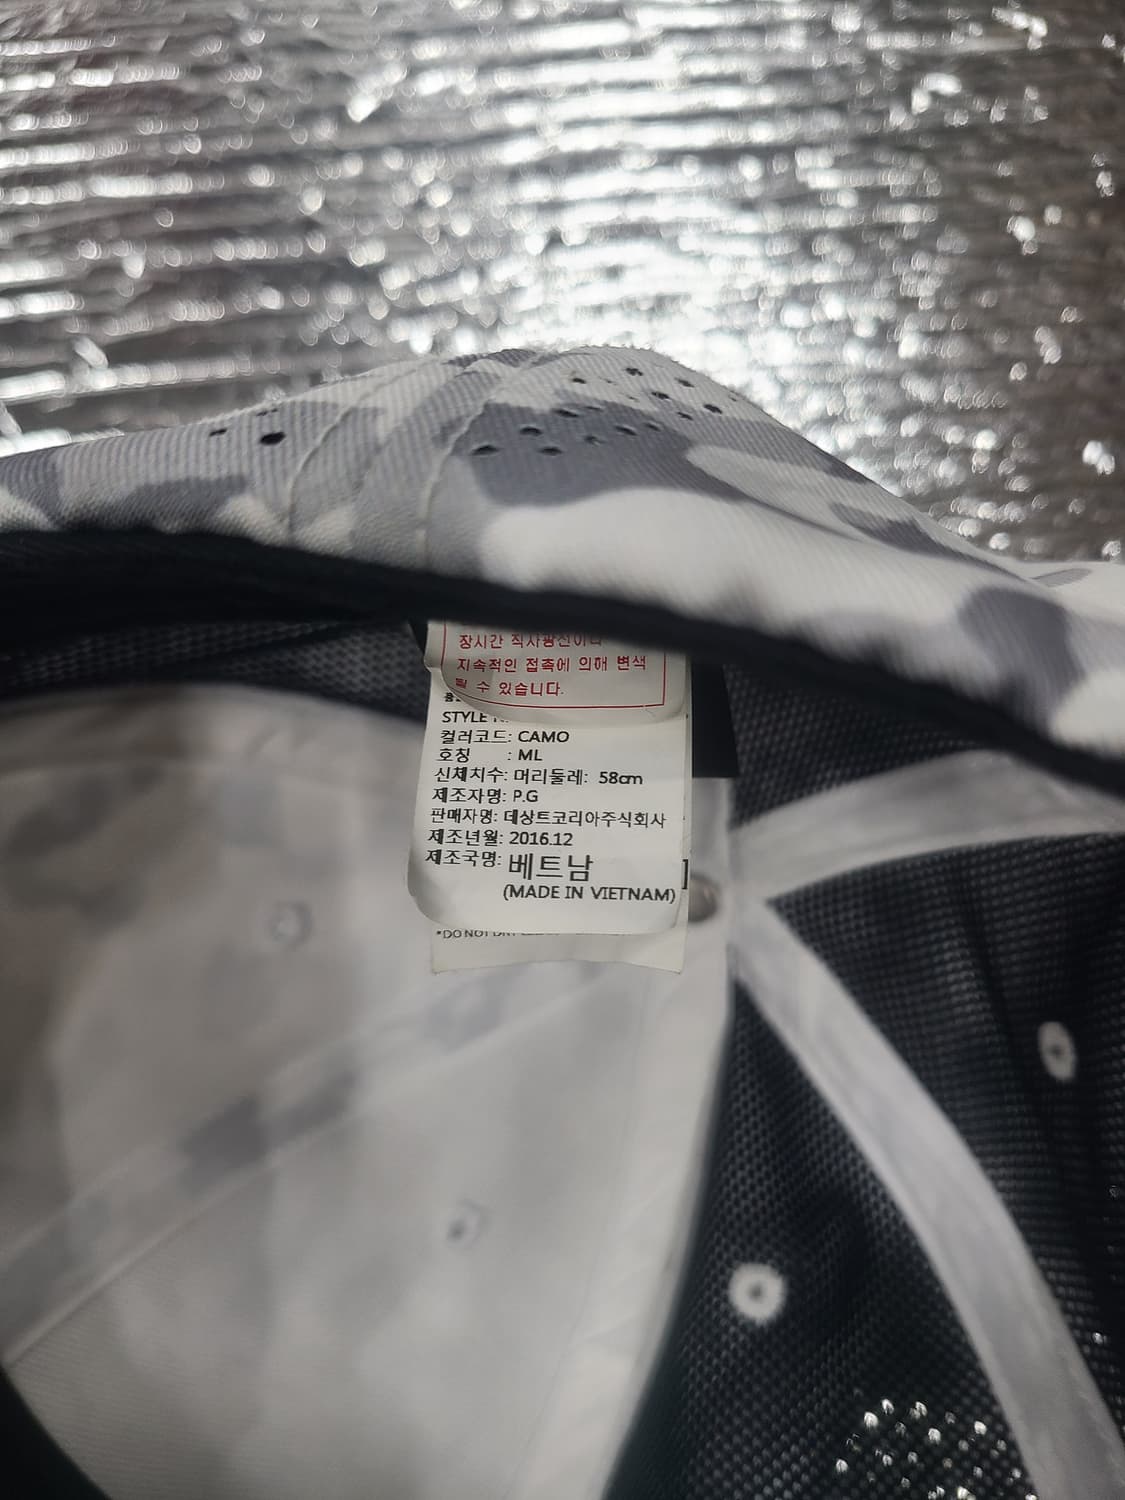 장시간 직사광선이나
지속적인 접촉에 의해 변색
될 수 있습니다.
STYLE
컬러코드: CAMO
호칭 : ML
신체치수: 머리둘레: 58cm
제조자명: P.G
판매자명: 데상트코리아주식회사
제조년월: 2016.12
제조국명: 베트남
(MADE IN VIETNAM)
*DO NOT DRY